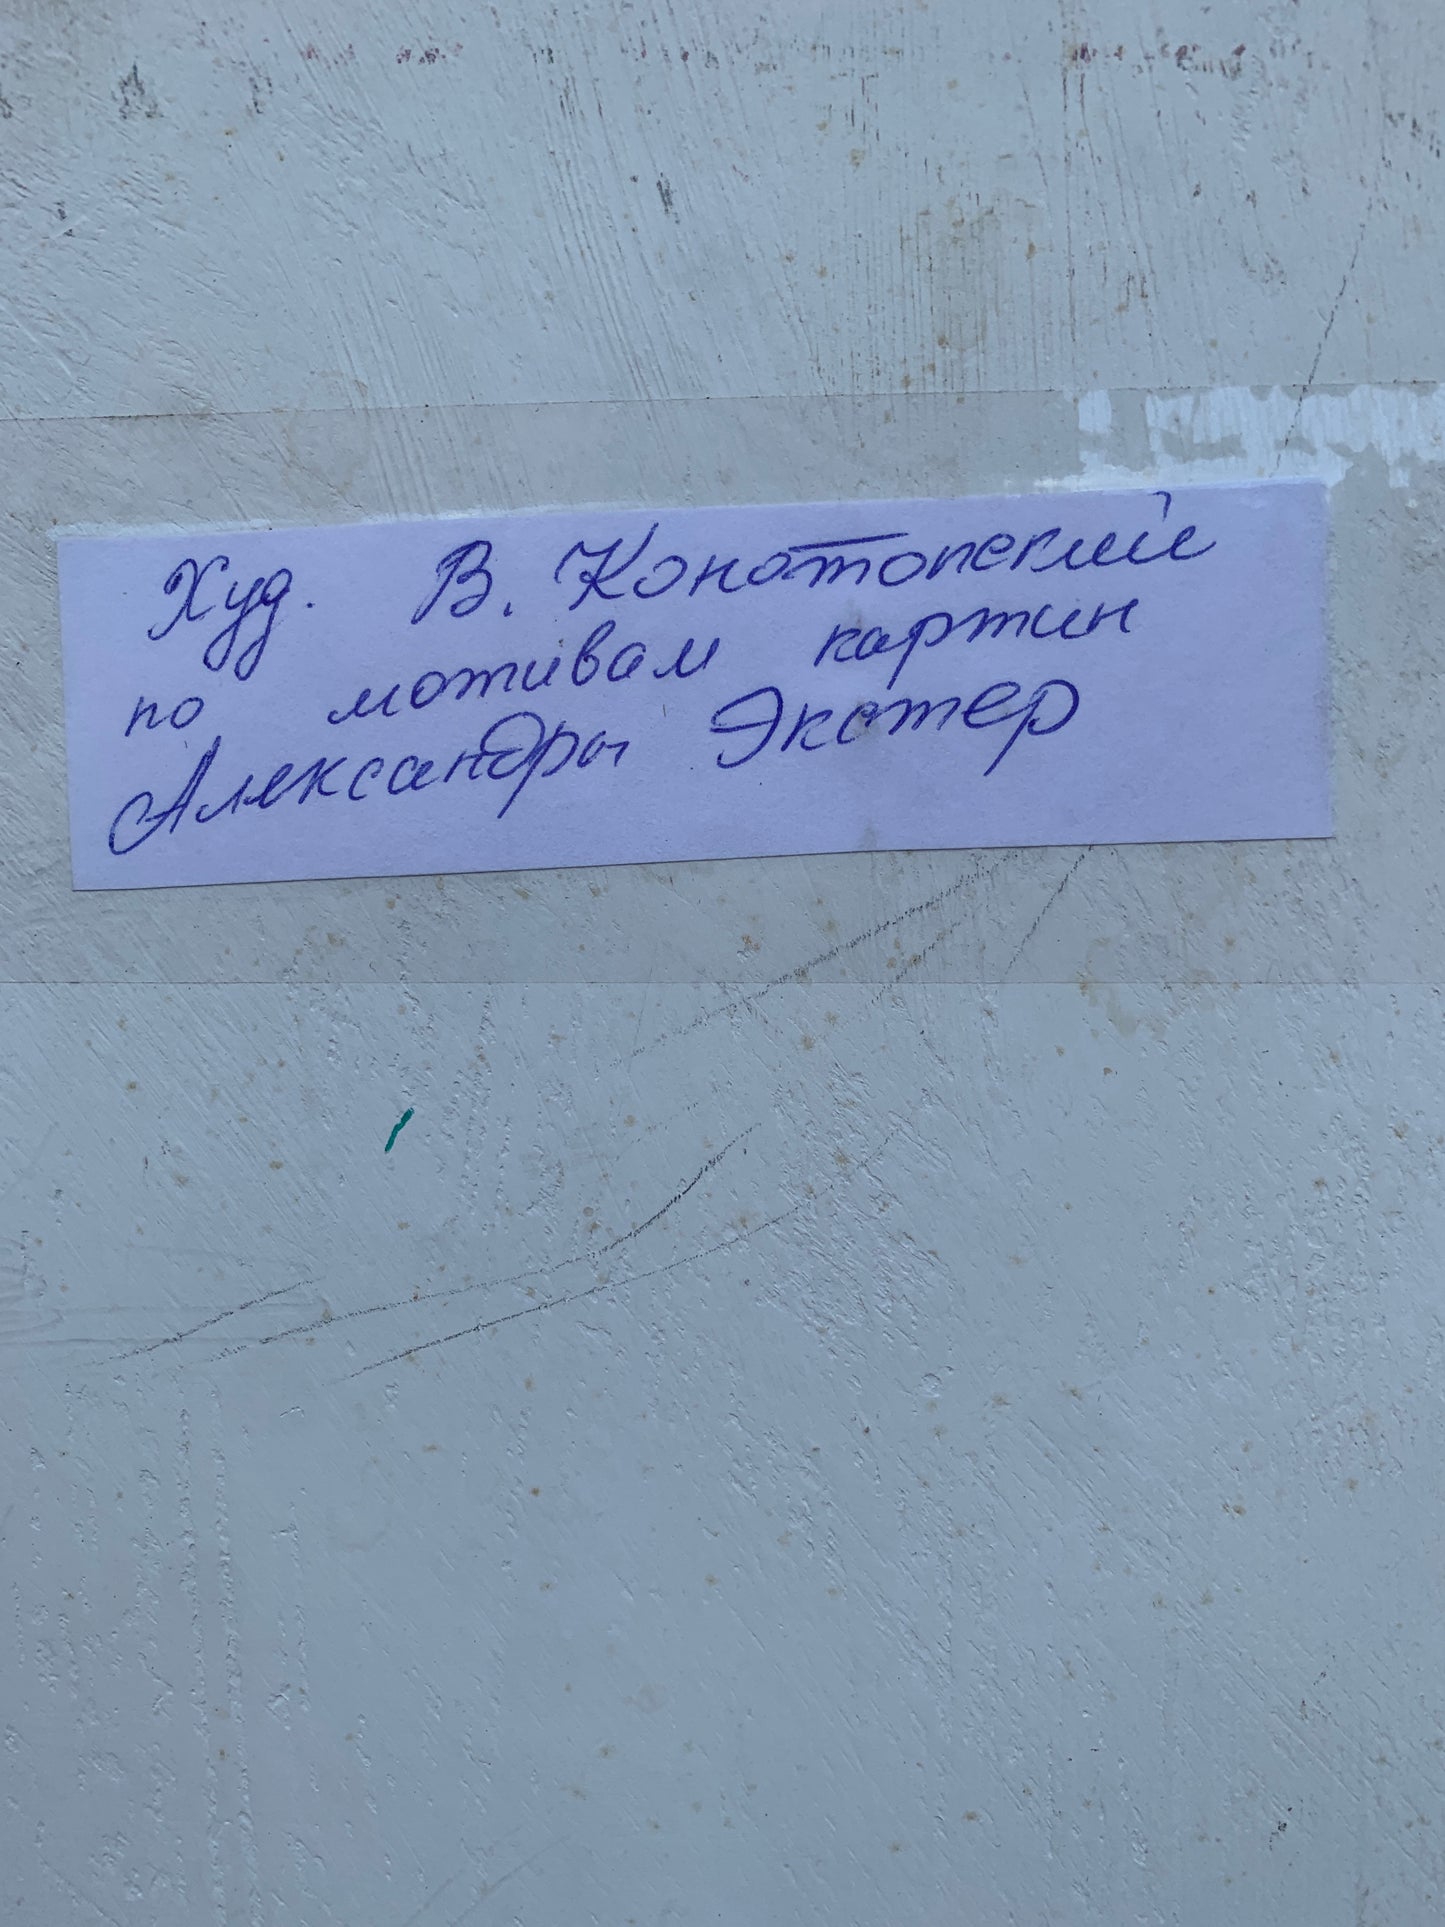 Худ. В. Конотопский
по мотивам картин
Александры Экстер